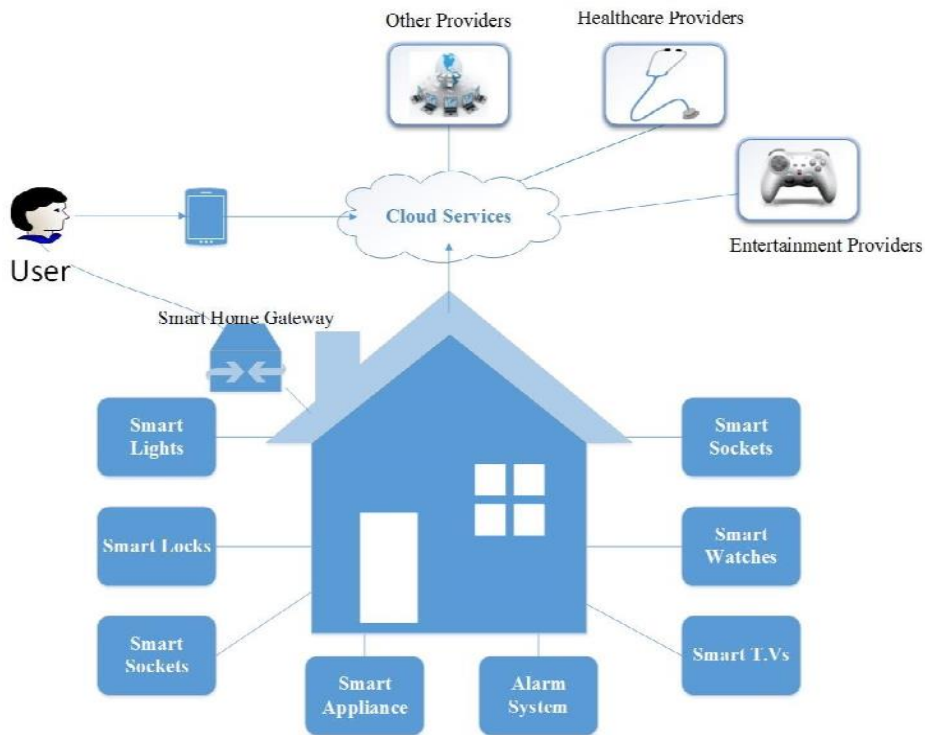 Other Providers
Healthcare Providers
Cloud Services
Entertainment Providers
User
Smart Home Gateway
Smart
Lights
Smart
Sockets
Smart Locks
Smart
Watches
Smart
Sockets
Smart T.Vs
Smart
Appliance
Alarm
System